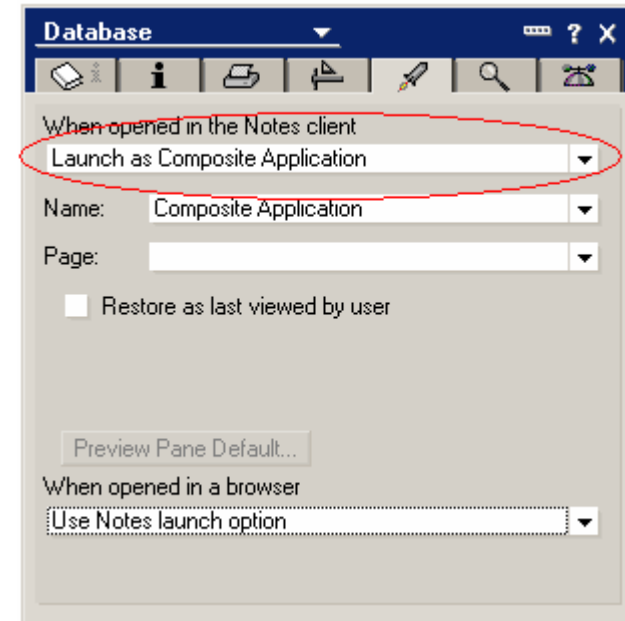 Database
?
X
i
i
When opened in the Notes client
Launch as Composite Application
Name: Composite Application
Page:
Restore as last viewed by user
Preview Pane Default...
When opened in a browser
Use Notes launch option